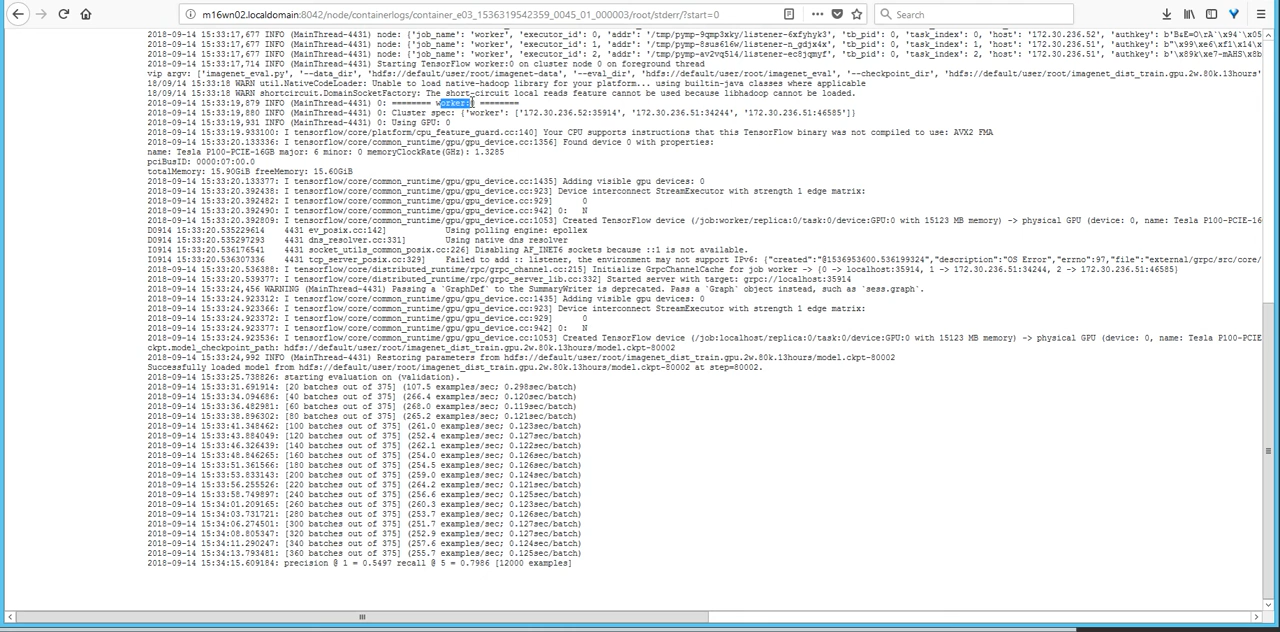 m16wn02.localdomain:8042/node/containerlogs/container_e03_1536319542359_0045_01_000003/root/stderr/?start=0
Search
2018-09-14 15:33:17,677 INFO (MainThread-4431) node: {'job_name': 'worker', 'executor_id': 0, 'addr': '/tmp/pymp-9qmp3xky/listener-6xfyhyk3', 'tb_pid': 0, 'task_index': 0, 'host': '172.30.236.52', 'authkey':
2018-09-14 15:33:17,677 INFO (MainThread-4431) node: {'job_name': 'worker', 'executor_id': 1, 'addr': '/tmp/pymp-8sus616w/listener-n_gdjx4x', 'tb_pid': 0, 'task_index': 1, 'host': '172.30.236.51', 'authkey':
2018-09-14 15:33:17,677 INFO (MainThread-4431) node: {'job_name': 'worker', 'executor_id': 2, 'addr': '/tmp/pymp-av2vq5l4/listener-ec8jqmyf', 'tb_pid': 0, 'task_index': 2, 'host': '172.30.236.51', 'authkey':
2018-09-14 15:33:17,714 INFO (MainThread-4431) Starting TensorFlow worker:0 on cluster node 0 on foreground thread
vip argv: ['imagenet_eval.py', '--data_dir', 'hdfs://default/user/root/imagenet-data', '--eval_dir', 'hdfs://default/user/root/imagenet_eval', '--checkpoint_dir', 'hdfs://default/user/root/imagenet_dist_train.gpu.2w.80k.13hours'
18/09/14 15:33:18 WARN util.NativeCodeLoader: Unable to load native-hadoop library for your platform... using builtin-java classes where applicable
18/09/14 15:33:18 WARN shortcircuit.DomainSocketFactory: The short-circuit local reads feature cannot be used because libhadoop cannot be loaded.
2018-09-14 15:33:19,879 INFO (MainThread-4431) 0: ======== worker: ========
2018-09-14 15:33:19,880 INFO (MainThread-4431) 0: Cluster spec: {'worker': ['172.30.236.52:35914', '172.30.236.51:34244', '172.30.236.51:46585']}
2018-09-14 15:33:19,931 INFO (MainThread-4431) 0: Using GPU: 0
2018-09-14 15:33:19.933100: I tensorflow/core/platform/cpu_feature_guard.cc:140] Your CPU supports instructions that this TensorFlow binary was not compiled to use: AVX2 FMA
2018-09-14 15:33:20.133336: I tensorflow/core/common_runtime/gpu/gpu_device.cc:1356] Found device 0 with properties:
name: Tesla P100-PCIE-16GB major: 6 minor: 0 memoryClockRate(GHz): 1.3285
pciBusID: 0000:07:00.0
totalMemory: 15.90GiB freeMemory: 15.60GiB
2018-09-14 15:33:20.133377: I tensorflow/core/common_runtime/gpu/gpu_device.cc:1435] Adding visible gpu devices: 0
2018-09-14 15:33:20.392438: I tensorflow/core/common_runtime/gpu/gpu_device.cc:923] Device interconnect StreamExecutor with strength 1 edge matrix:
2018-09-14 15:33:20.392482: I tensorflow/core/common_runtime/gpu/gpu_device.cc:929] 0
2018-09-14 15:33:20.392490: I tensorflow/core/common_runtime/gpu/gpu_device.cc:942] 0: N
2018-09-14 15:33:20.392809: I tensorflow/core/common_runtime/gpu/gpu_device.cc:1053] Created TensorFlow device (/job:worker/replica:0/task:0/device:GPU:0 with 15123 MB memory) -> physical GPU (device: 0, name: Tesla P100-PCIE-16
D0914 15:33:20.535229614 4431 ev_posix.cc:142] Using polling engine: epollex
D0914 15:33:20.535297293 4431 dns_resolver.cc:331] Using native dns resolver
I0914 15:33:20.536176541 4431 socket_utils_common_posix.cc:226] Disabling AF_INET6 sockets because ::1 is not available.
I0914 15:33:20.536307336 4431 tcp_server_posix.cc:329] Failed to add :: listener, the environment may not support IPv6: {"created":"@1536953600.536199324","description":"OS Error","errno":97,"file":"external/grpc/src/core/
2018-09-14 15:33:20.536388: I tensorflow/core/distributed_runtime/rpc/grpc_channel.cc:215] Initialize GrpcChannelCache for job worker -> {0 -> localhost:35914, 1 -> 172.30.236.51:34244, 2 -> 172.30.236.51:46585}
2018-09-14 15:33:20.539377: I tensorflow/core/distributed_runtime/rpc/grpc_server_lib.cc:332] Started server with target: grpc://localhost:35914
2018-09-14 15:33:24,456 WARNING (MainThread-4431) Passing a `GraphDef` to the SummaryWriter is deprecated. Pass a `Graph` object instead, such as `sess.graph`.
2018-09-14 15:33:24.923312: I tensorflow/core/common_runtime/gpu/gpu_device.cc:1435] Adding visible gpu devices: 0
2018-09-14 15:33:24.923366: I tensorflow/core/common_runtime/gpu/gpu_device.cc:923] Device interconnect StreamExecutor with strength 1 edge matrix:
2018-09-14 15:33:24.923372: I tensorflow/core/common_runtime/gpu/gpu_device.cc:929] 0
2018-09-14 15:33:24.923377: I tensorflow/core/common_runtime/gpu/gpu_device.cc:942] 0: N
2018-09-14 15:33:24.923536: I tensorflow/core/common_runtime/gpu/gpu_device.cc:1053] Created TensorFlow device (/job:localhost/replica:0/task:0/device:GPU:0 with 15123 MB memory) -> physical GPU (device: 0, name: Tesla P100-PCIE
ckpt.model_checkpoint_path: hdfs://default/user/root/imagenet_dist_train.gpu.2w.80k.13hours/model.ckpt-80002
2018-09-14 15:33:24,992 INFO (MainThread-4431) Restoring parameters from hdfs://default/user/root/imagenet_dist_train.gpu.2w.80k.13hours/model.ckpt-80002
Successfully loaded model from hdfs://default/user/root/imagenet_dist_train.gpu.2w.80k.13hours/model.ckpt-80002 at step=80002.
2018-09-14 15:33:25.738826: starting evaluation on (validation).
2018-09-14 15:33:31.691914: [20 batches out of 375] (107.5 examples/sec; 0.298sec/batch)
2018-09-14 15:33:34.094686: [40 batches out of 375] (266.4 examples/sec; 0.120sec/batch)
2018-09-14 15:33:36.482981: [60 batches out of 375] (268.0 examples/sec; 0.119sec/batch)
2018-09-14 15:33:38.896302: [80 batches out of 375] (265.2 examples/sec; 0.121sec/batch)
2018-09-14 15:33:41.348462: [100 batches out of 375] (261.0 examples/sec; 0.123sec/batch)
2018-09-14 15:33:43.884049: [120 batches out of 375] (252.4 examples/sec; 0.127sec/batch)
2018-09-14 15:33:46.326439: [140 batches out of 375] (262.1 examples/sec; 0.122sec/batch)
2018-09-14 15:33:48.846265: [160 batches out of 375] (254.0 examples/sec; 0.126sec/batch)
2018-09-14 15:33:51.361566: [180 batches out of 375] (254.5 examples/sec; 0.126sec/batch)
2018-09-14 15:33:53.833143: [200 batches out of 375] (259.0 examples/sec; 0.124sec/batch)
2018-09-14 15:33:56.255526: [220 batches out of 375] (264.2 examples/sec; 0.121sec/batch)
2018-09-14 15:33:58.749897: [240 batches out of 375] (256.6 examples/sec; 0.125sec/batch)
2018-09-14 15:34:01.209165: [260 batches out of 375] (260.3 examples/sec; 0.123sec/batch)
2018-09-14 15:34:03.731721: [280 batches out of 375] (253.7 examples/sec; 0.126sec/batch)
2018-09-14 15:34:06.274501: [300 batches out of 375] (251.7 examples/sec; 0.127sec/batch)
2018-09-14 15:34:08.805347: [320 batches out of 375] (252.9 examples/sec; 0.127sec/batch)
2018-09-14 15:34:11.290247: [340 batches out of 375] (257.6 examples/sec; 0.124sec/batch)
2018-09-14 15:34:13.793481: [360 batches out of 375] (255.7 examples/sec; 0.125sec/batch)
2018-09-14 15:34:15.609184: precision @ 1 = 0.5497 recall @ 5 = 0.7986 [12000 examples]